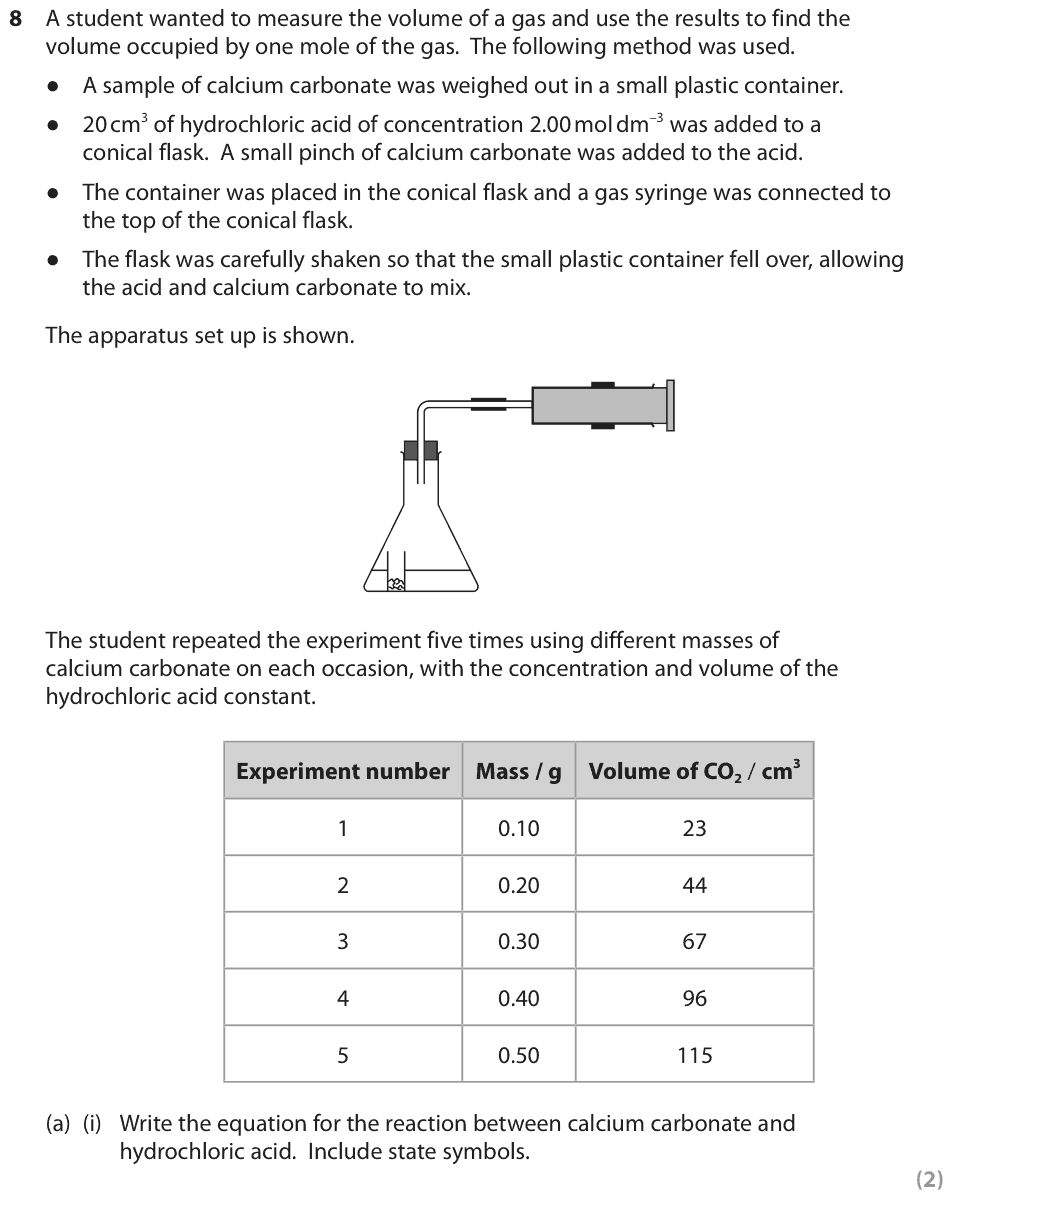 8 A student wanted to measure the volume of a gas and use the results to find the
volume occupied by one mole of the gas. The following method was used.
● A sample of calcium carbonate was weighed out in a small plastic container.
● 20 cm³ of hydrochloric acid of concentration 2.00 mol dm⁻³ was added to a
conical flask. A small pinch of calcium carbonate was added to the acid.
● The container was placed in the conical flask and a gas syringe was connected to
the top of the conical flask.
● The flask was carefully shaken so that the small plastic container fell over, allowing
the acid and calcium carbonate to mix.
The apparatus set up is shown.
The student repeated the experiment five times using different masses of
calcium carbonate on each occasion, with the concentration and volume of the
hydrochloric acid constant.
Experiment number Mass / g Volume of CO₂ / cm³
1 0.10 23
2 0.20 44
3 0.30 67
4 0.40 96
5 0.50 115
(a) (i) Write the equation for the reaction between calcium carbonate and
hydrochloric acid. Include state symbols.
(2)